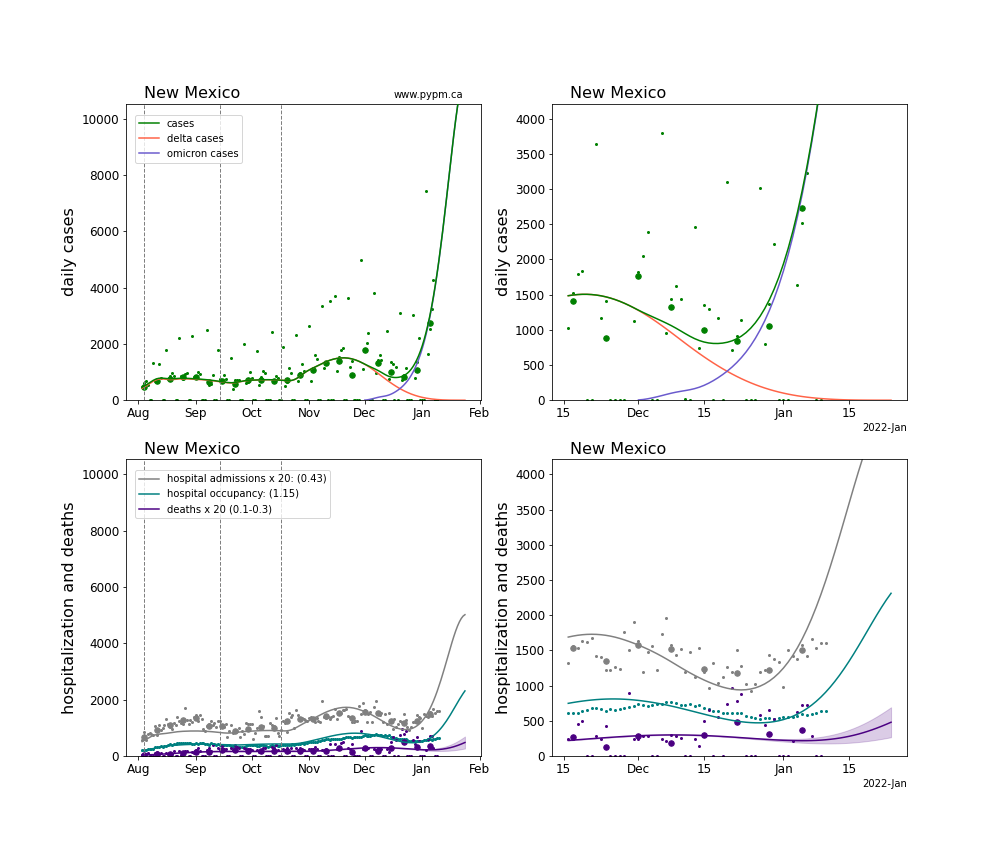 New Mexico
www.pypm.ca
daily cases
10000
8000
6000
4000
2000
0
cases
delta cases
omicron cases
Aug Sep Oct Nov Dec Jan Feb
New Mexico
daily cases
4000
3500
3000
2500
2000
1500
1000
500
0
15 Dec 15 Jan 15
2022-Jan
New Mexico
hospitalization and deaths
10000
8000
6000
4000
2000
0
hospital admissions x 20: (0.43)
hospital occupancy: (1.15)
deaths x 20 (0.1-0.3)
Aug Sep Oct Nov Dec Jan Feb
New Mexico
hospitalization and deaths
4000
3500
3000
2500
2000
1500
1000
500
0
15 Dec 15 Jan 15
2022-Jan